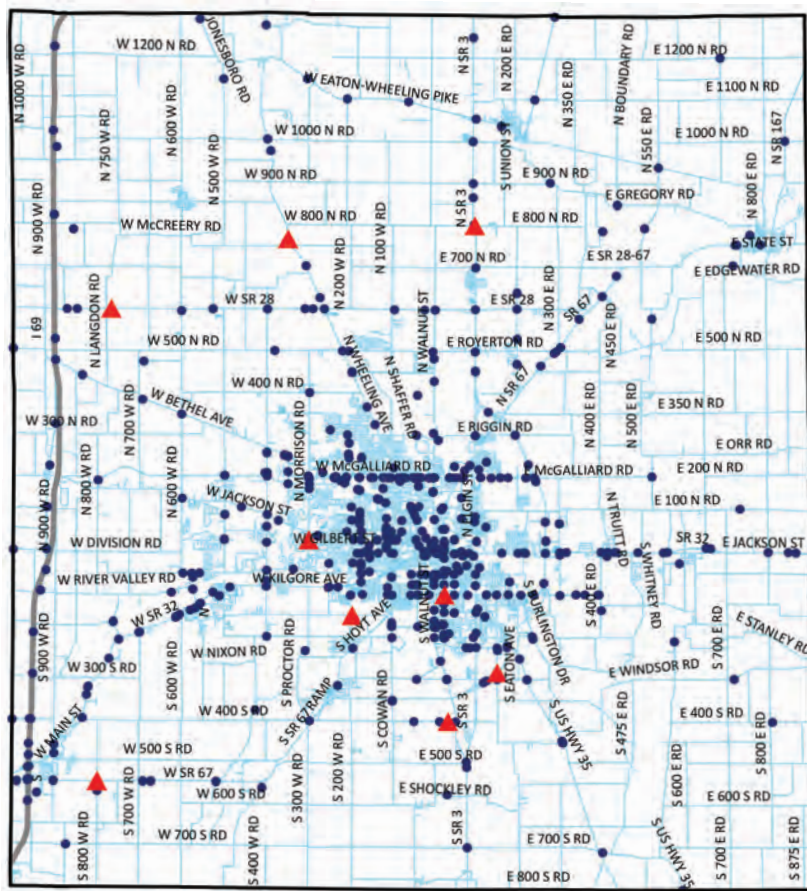 W 1200 N RD
JONESBORO RD
N SR 3
N 200 E RD
N BOUNDARY RD
E 1200 N RD
N 1000 W RD
W EATON-WHEELING PIKE
N 350 E RD
E 1100 N RD
N 750 W RD
N 600 W RD
W 1000 N RD
S UNION ST
N 550 E RD
E 1000 N RD
N SR 167
N 500 W RD
W 900 N RD
E 900 N RD
N 900 W RD
W McCREERY RD
W 800 N RD
N 100 W RD
N SR 3
E 800 N RD
E GREGORY RD
N 800 E RD
E STATE ST
N 200 W RD
E 700 N RD
E SR 28-67
E EDGEWATER RD
I 69
N LANGDON RD
W SR 28
N WALNUT ST
E SR 28
N 300 E RD
SR 67
W 500 N RD
N WHEELING AVE
N SHAFFER RD
E ROYERTON RD
N 450 E RD
E 500 N RD
W 400 N RD
N SR 67
W BETHEL AVE
N 400 E RD
N 500 E RD
E 350 N RD
W 300 N RD
N 700 W RD
E RIGGIN RD
E ORR RD
N 800 W RD
N 600 W RD
N MORRISON RD
W McGALLIARD RD
E McGALLIARD RD
E 200 N RD
W JACKSON ST
N ELGIN ST
N TRUITT RD
E 100 N RD
N 900 W RD
W DIVISION RD
W GILBERT ST
SR 32
E JACKSON ST
W RIVER VALLEY RD
W KILGORE AVE
S WALNUT ST
S BURLINGTON DR
S 400 E RD
S WHITNEY RD
W SR 32
N
S HOYT AVE
E STANLEY RD
S 900 W RD
W 300 S RD
S 600 W RD
W NIXON RD
S PROCTOR RD
S EATON AVE
E WINDSOR RD
S 700 E RD
W MAIN ST
S
W 400 S RD
S SR 67RAMP
S COWAN RD
S SR 3
S US HWY 35
S 475 E RD
E 400 S RD
W 500 S RD
E 500 S RD
S 800 E RD
S 700 W RD
W SR 67
W 600 S RD
S 300 W RD
S 200 W RD
E SHOCKLEY RD
S 600 E RD
E 600 S RD
S 800 W RD
W 700 S RD
S 400 W RD
S SR 3
E 700 S RD
E 800 S RD
S US HWY 35
S 700 E RD
S 875 E RD